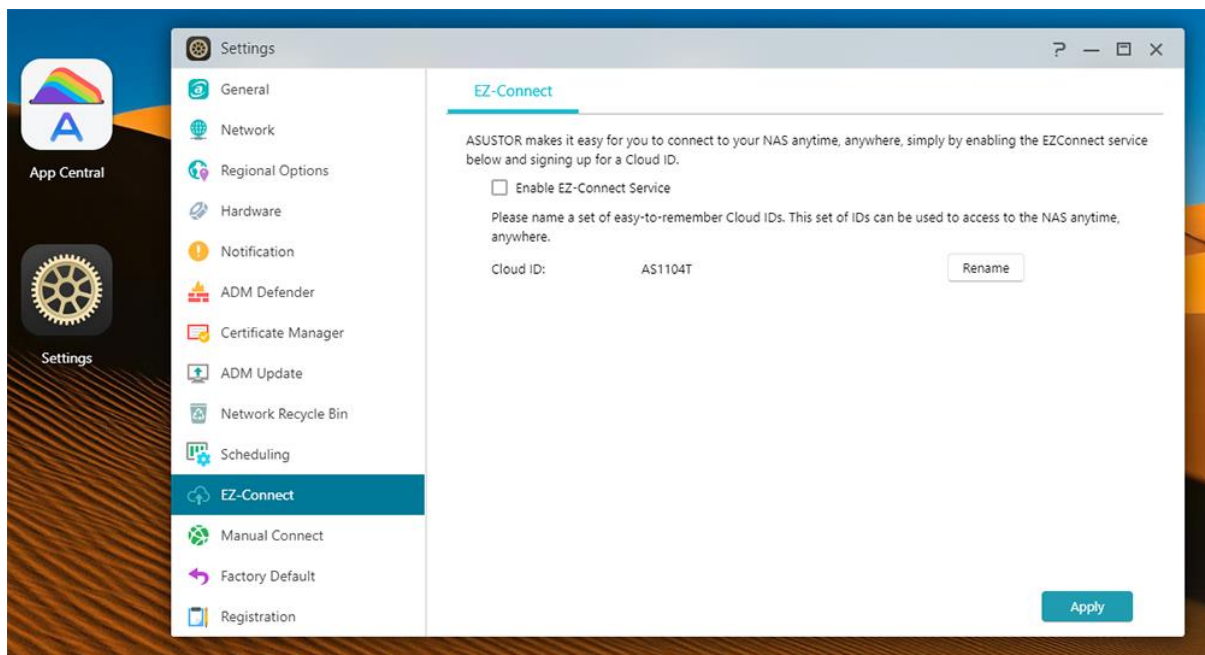 Settings
App Central
Settings
General
Network
Regional Options
Hardware
Notification
ADM Defender
Certificate Manager
ADM Update
Network Recycle Bin
Scheduling
EZ-Connect
Manual Connect
Factory Default
Registration
EZ-Connect
ASUSTOR makes it easy for you to connect to your NAS anytime, anywhere, simply by enabling the EZConnect service
below and signing up for a Cloud ID.
Enable EZ-Connect Service
Please name a set of easy-to-remember Cloud IDs. This set of IDs can be used to access to the NAS anytime,
anywhere.
Cloud ID: AS1104T Rename
Apply